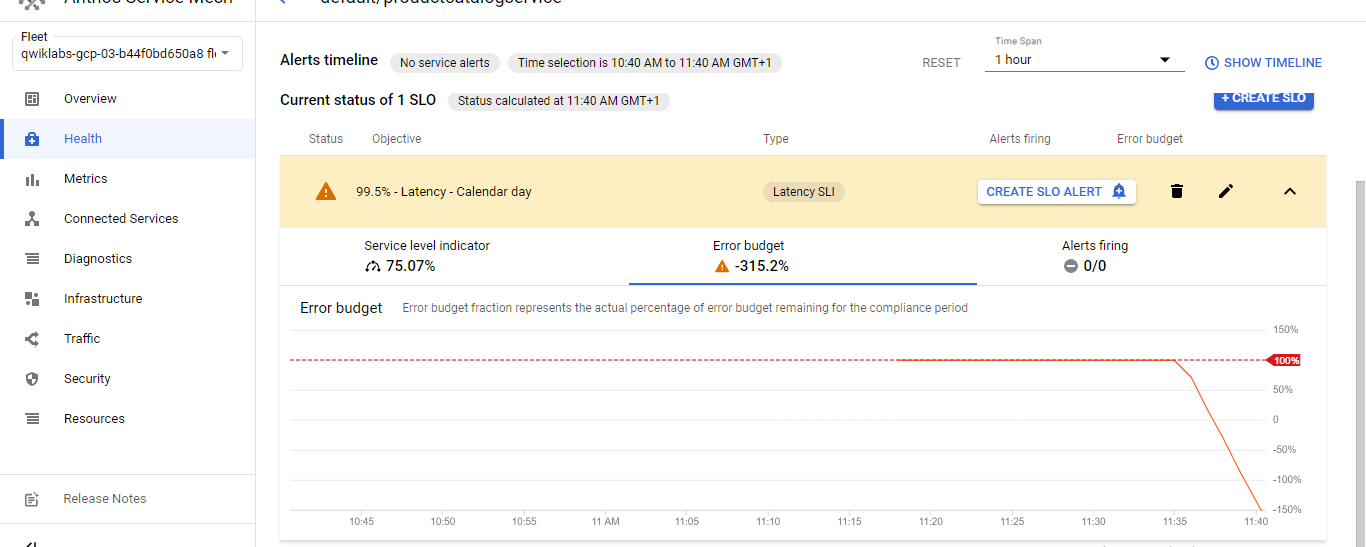 Anthos Service Mesh
default/productcatalogservice
Fleet
qwiklabs-gcp-03-b44f0bd650a8 fl
Overview
Health
Metrics
Connected Services
Diagnostics
Infrastructure
Traffic
Security
Resources
Release Notes
Alerts timeline No service alerts Time selection is 10:40 AM to 11:40 AM GMT+1 RESET
Time Span
1 hour
SHOW TIMELINE
Current status of 1 SLO Status calculated at 11:40 AM GMT+1 + CREATE SLO
Status Objective Type Alerts firing Error budget
99.5% - Latency - Calendar day Latency SLI CREATE SLO ALERT
Service level indicator Error budget Alerts firing
75.07% -315.2% 0/0
Error budget Error budget fraction represents the actual percentage of error budget remaining for the compliance period
150%
100%
50%
0
-50%
-100%
-150%
10:45 10:50 10:55 11 AM 11:05 11:10 11:15 11:20 11:25 11:30 11:35 11:40